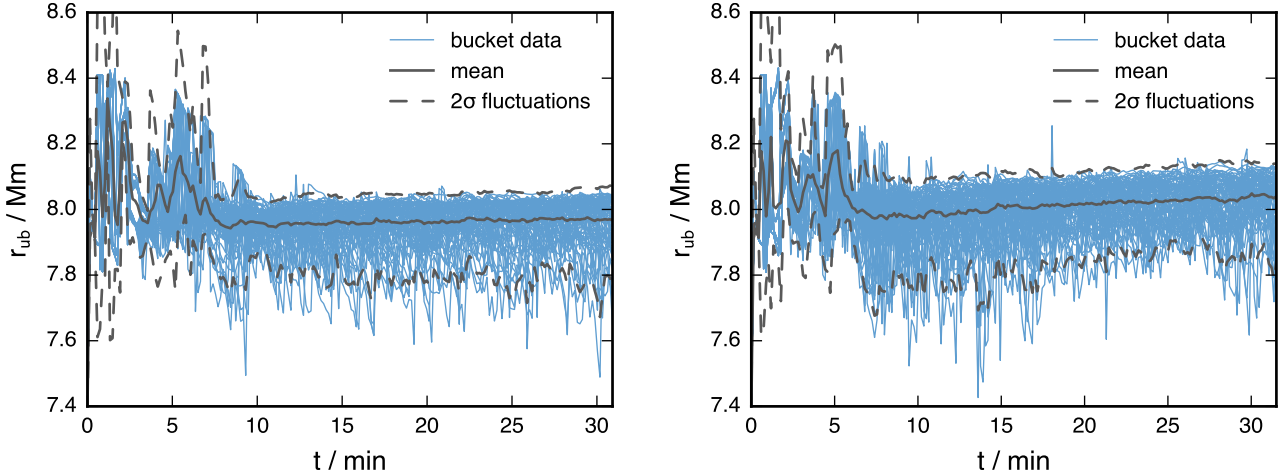 8.6
8.4
8.2
8.0
7.8
7.6
7.4
r_ub / Mm
0 5 10 15 20 25 30
t / min
bucket data
mean
2σ fluctuations
8.6
8.4
8.2
8.0
7.8
7.6
7.4
r_ub / Mm
0 5 10 15 20 25 30
t / min
bucket data
mean
2σ fluctuations